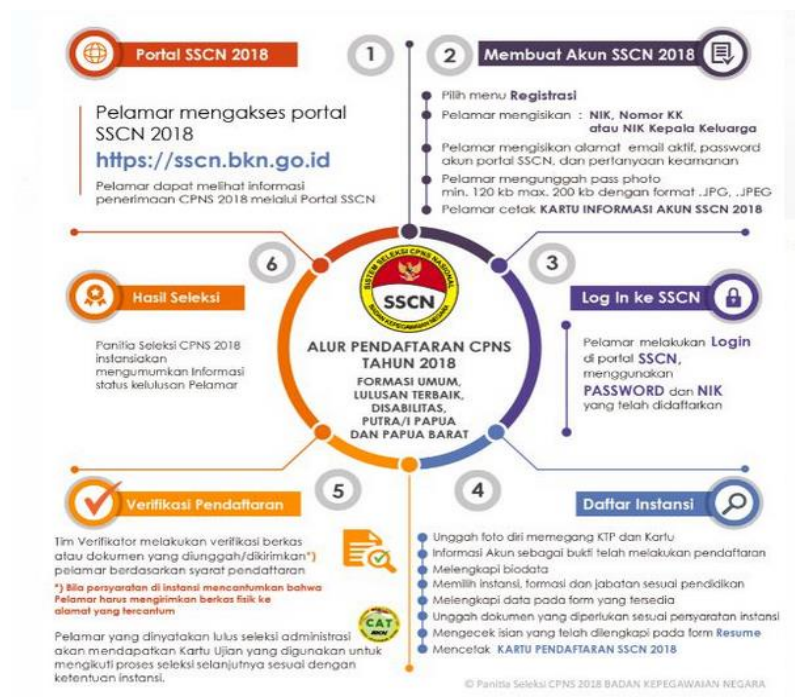 Portal SSCN 2018
1
Pelamar mengakses portal
SSCN 2018
https://sscn.bkn.go.id
Pelamar dapat melihat informasi
penerimaan CPNS 2018 melalui Portal SSCN
2
Membuat Akun SSCN 2018
Pilih menu Registrasi
Pelamar mengisikan : NIK, Nomor KK
atau NIK Kepala Keluarga
Pelamar mengisikan alamat email aktif, password
akun portal SSCN, dan pertanyaan keamanan
Pelamar mengunggah pass photo
min. 120 kb max. 200 kb dengan format .JPG, .JPEG
Pelamar cetak KARTU INFORMASI AKUN SSCN 2018
3
Log In ke SSCN
Pelamar melakukan Login
di portal SSCN,
menggunakan
PASSWORD dan NIK
yang telah didaftarkan
SISTEM SELEKSI CPNS NASIONAL
SSCN
BADAN KEPEGAWAIAN NEGARA
ALUR PENDAFTARAN CPNS
TAHUN 2018
FORMASI UMUM,
LULUSAN TERBAIK,
DISABILITAS,
PUTRA/I PAPUA
DAN PAPUA BARAT
4
Daftar Instansi
Unggah foto diri memegang KTP dan Kartu
Informasi Akun sebagai bukti telah melakukan pendaftaran
Melengkapi biodata
Memilih instansi, formasi dan jabatan sesuai pendidikan
Melengkapi data pada form yang tersedia
Unggah dokumen yang diperlukan sesuai persyaratan instansi
Mengecek isian yang telah dilengkapi pada form Resume
Mencetak KARTU PENDAFTARAN SSCN 2018
5
Verifikasi Pendaftaran
Tim Verifikator melakukan verifikasi berkas
atau dokumen yang diunggah/dikirimkan*)
pelamar berdasarkan syarat pendaftaran
*) Bila persyaratan di instansi mencantumkan bahwa
Pelamar harus mengirimkan berkas fisik ke
alamat yang tercantum
CAT
BKN
Pelamar yang dinyatakan lulus seleksi administrasi
akan mendapatkan Kartu Ujian yang digunakan untuk
mengikuti proses seleksi selanjutnya sesuai dengan
ketentuan instansi.
6
Hasil Seleksi
Panitia Seleksi CPNS 2018
instansiakan
mengumumkan Informasi
status kelulusan Pelamar
© Panitia Seleksi CPNS 2018 BADAN KEPEGAWAIAN NEGARA